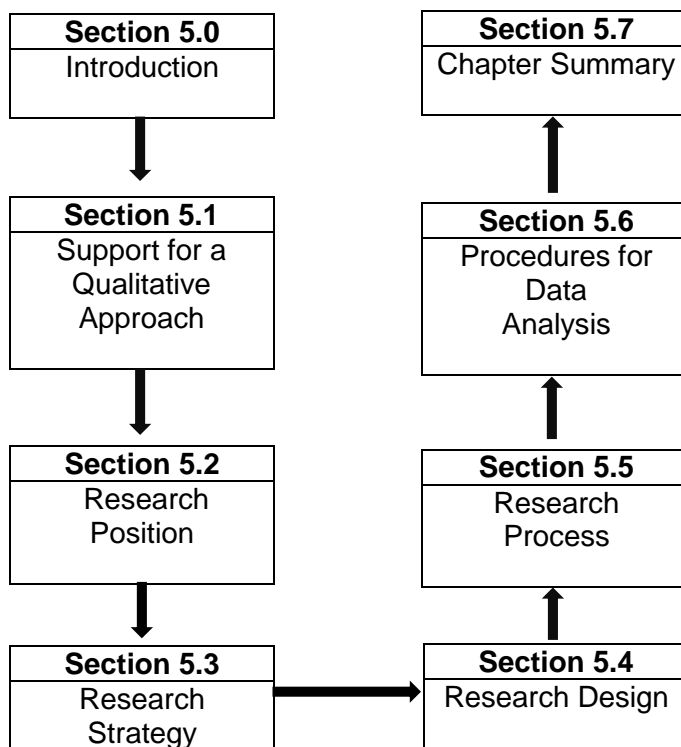 Section 5.0
Introduction
Section 5.1
Support for a
Qualitative
Approach
Section 5.2
Research
Position
Section 5.3
Research
Strategy
Section 5.4
Research Design
Section 5.5
Research
Process
Section 5.6
Procedures for
Data
Analysis
Section 5.7
Chapter Summary